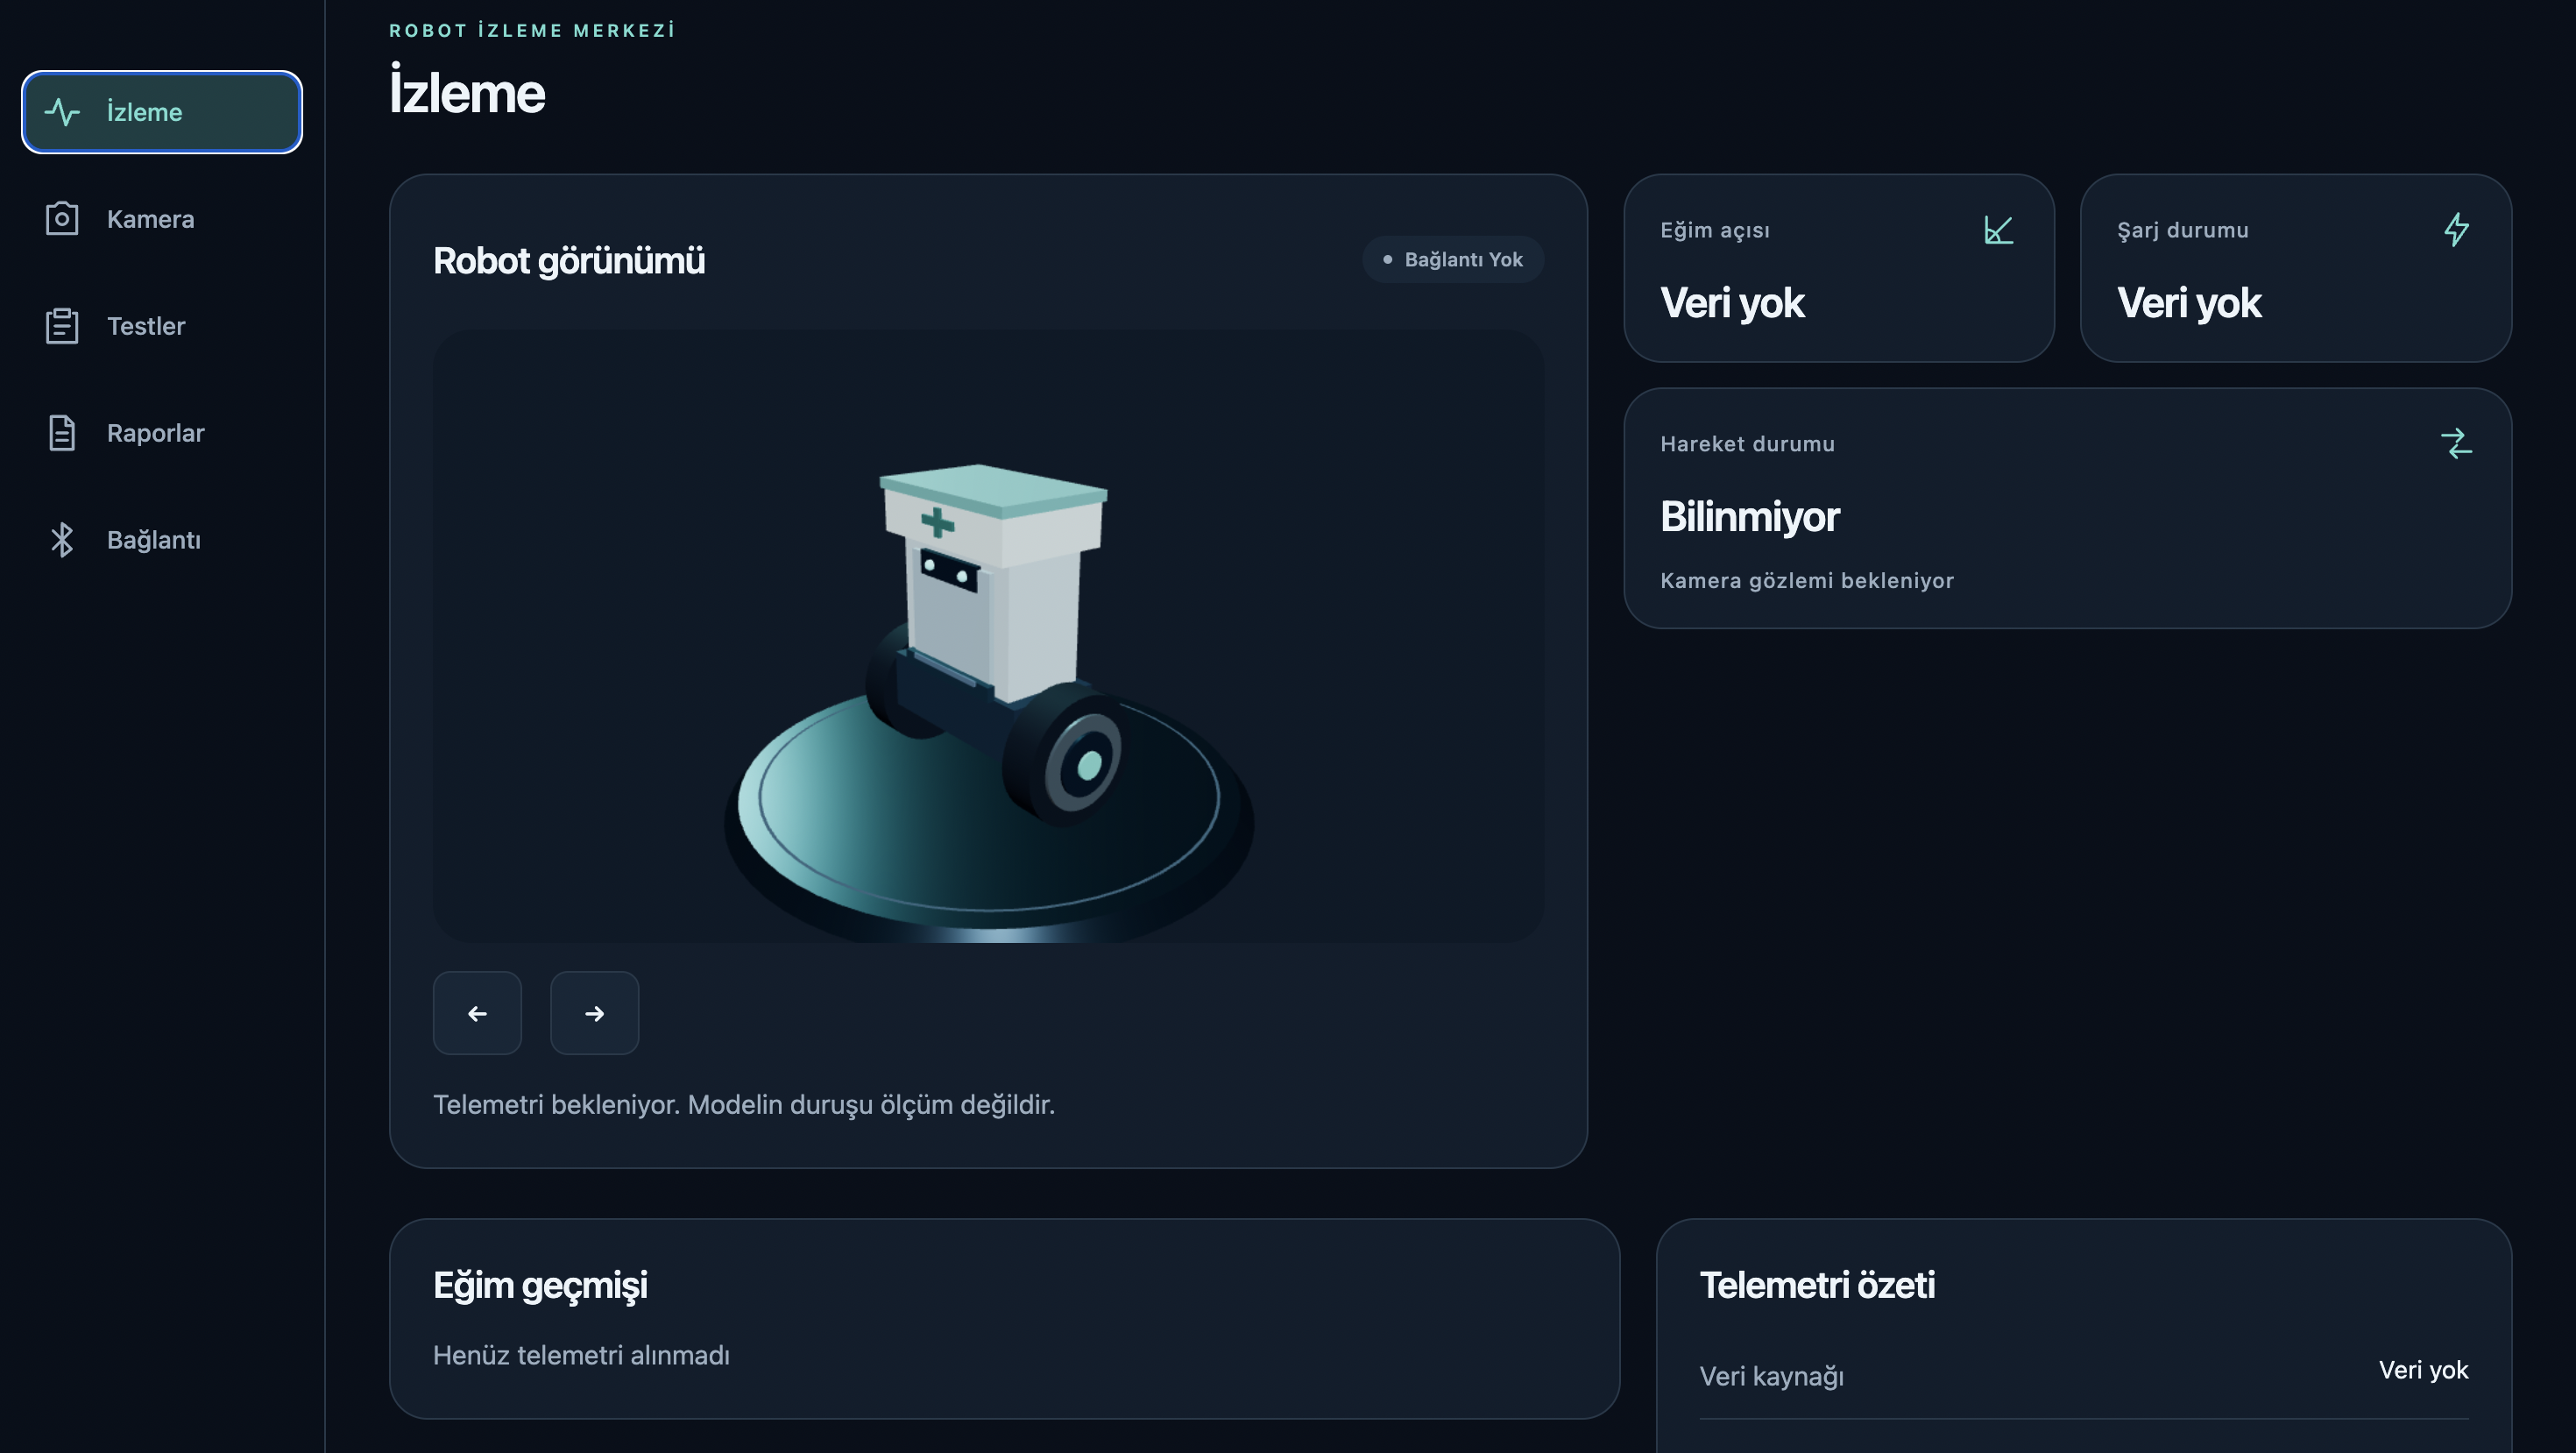 ROBOT İZLEME MERKEZİ
İzleme
İzleme
Kamera
Testler
Raporlar
Bağlantı
Robot görünümü
Bağlantı Yok
Telemetri bekleniyor. Modelin duruşu ölçüm değildir.
Eğim açısı
Veri yok
Şarj durumu
Veri yok
Hareket durumu
Bilinmiyor
Kamera gözlemi bekleniyor
Eğim geçmişi
Henüz telemetri alınmadı
Telemetri özeti
Veri kaynağı
Veri yok